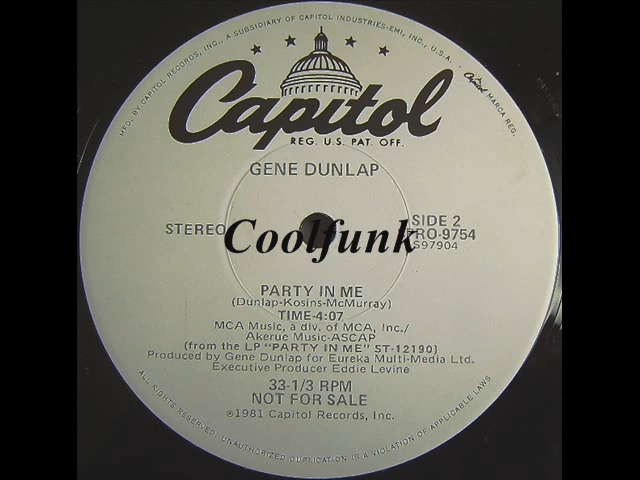 MFD. BY CAPITOL RECORDS, INC., A SUBSIDIARY OF CAPITOL INDUSTRIES-EMI, INC., U.S.A.
Capitol MARCA REG.
Capitol
REG. U.S. PAT. OFF.
GENE DUNLAP
STEREO
SIDE 2
SPRO-9754
S97904
Coolfunk
PARTY IN ME
(Dunlap-Kosins-McMurray)
TIME-4:07
MCA Music, a div. of MCA, Inc./
Akerue Music-ASCAP
(from the LP "PARTY IN ME" ST-12190)
Produced by Gene Dunlap for Eureka Multi-Media Ltd.
Executive Producer Eddie Levine
33-1/3 RPM
NOT FOR SALE
℗1981 Capitol Records, Inc.
ALL RIGHTS RESERVED. UNAUTHORIZED DUPLICATION IS A VIOLATION OF APPLICABLE LAWS